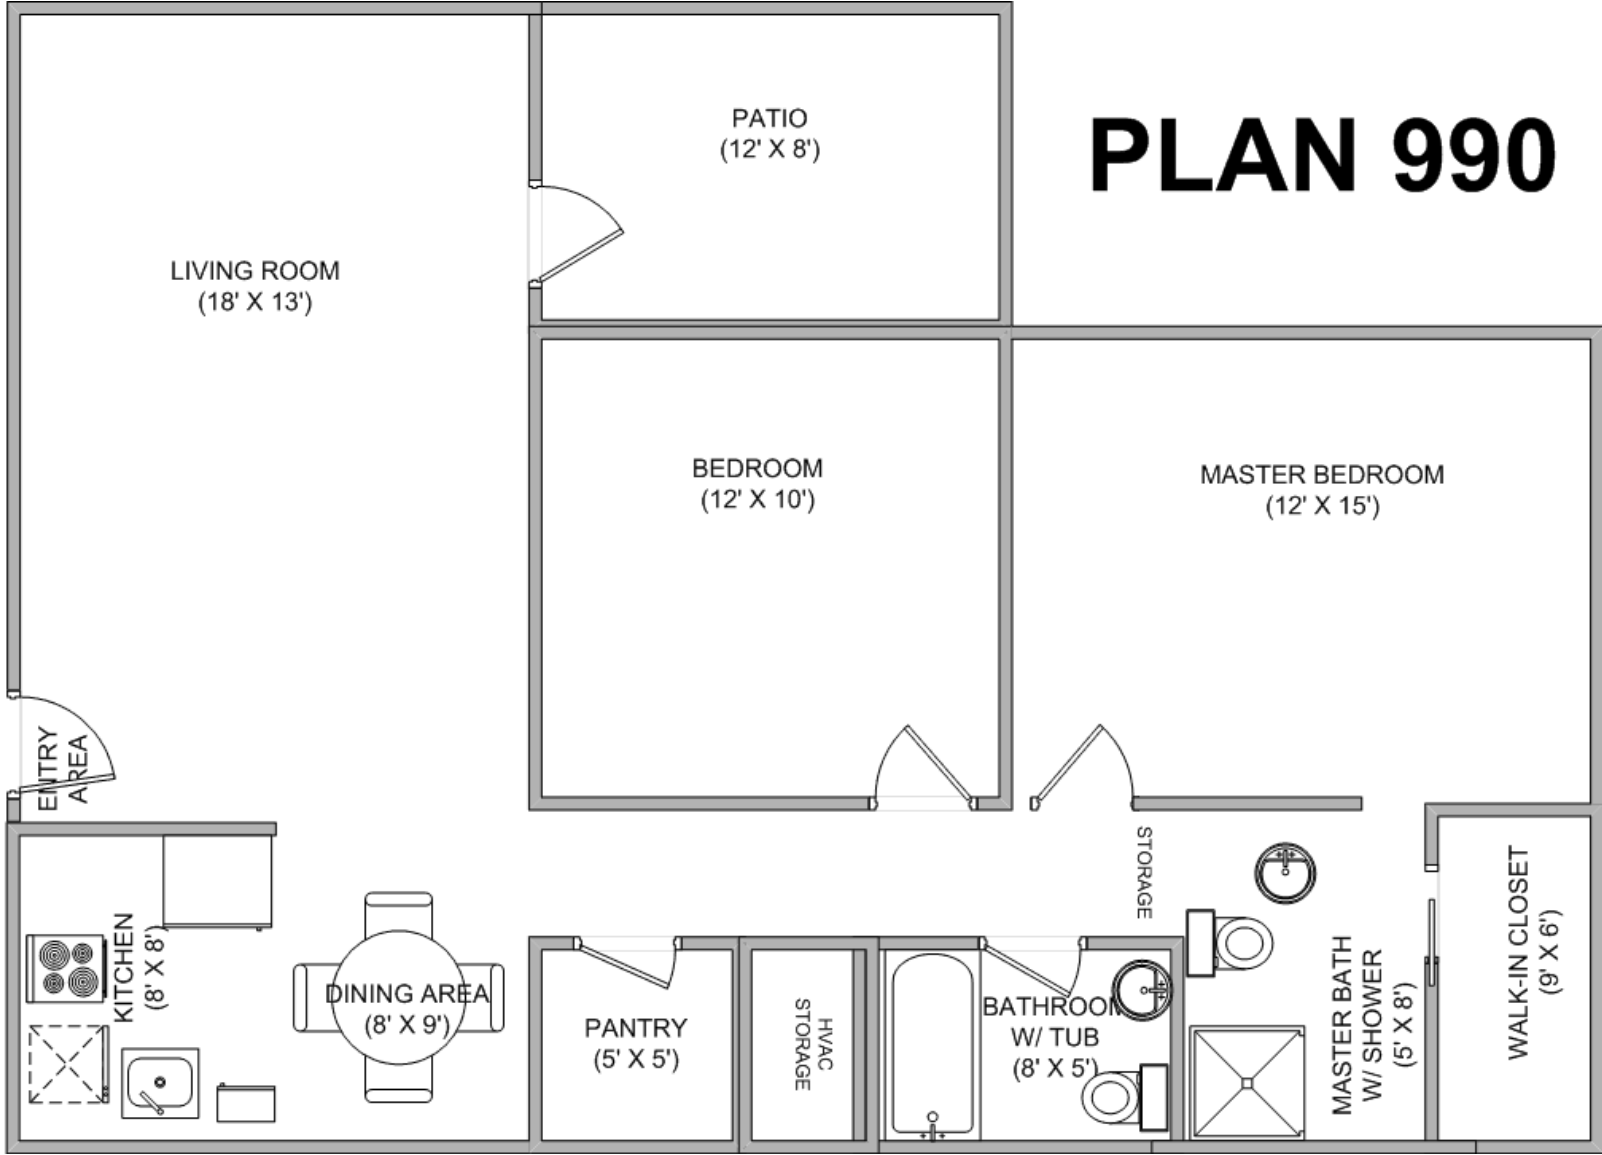 PATIO
(12' X 8')
PLAN 990
LIVING ROOM
(18' X 13')
BEDROOM
(12' X 10')
MASTER BEDROOM
(12' X 15')
ENTRY
AREA
KITCHEN
(8' X 8')
DINING AREA
(8' X 9')
PANTRY
(5' X 5')
HVAC
STORAGE
BATHROOM
W/ TUB
(8' X 5')
STORAGE
MASTER BATH
W/ SHOWER
(5' X 8')
WALK-IN CLOSET
(9' X 6')